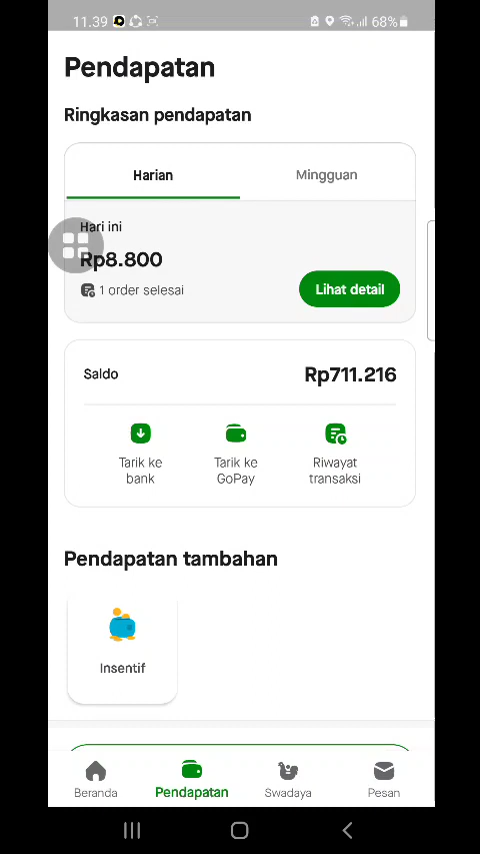 11.39 68%
Pendapatan
Ringkasan pendapatan
Harian Mingguan
Hari ini
Rp8.800
1 order selesai Lihat detail
Saldo Rp711.216
Tarik ke bank
Tarik ke GoPay
Riwayat transaksi
Pendapatan tambahan
Insentif
Beranda Pendapatan Swadaya Pesan